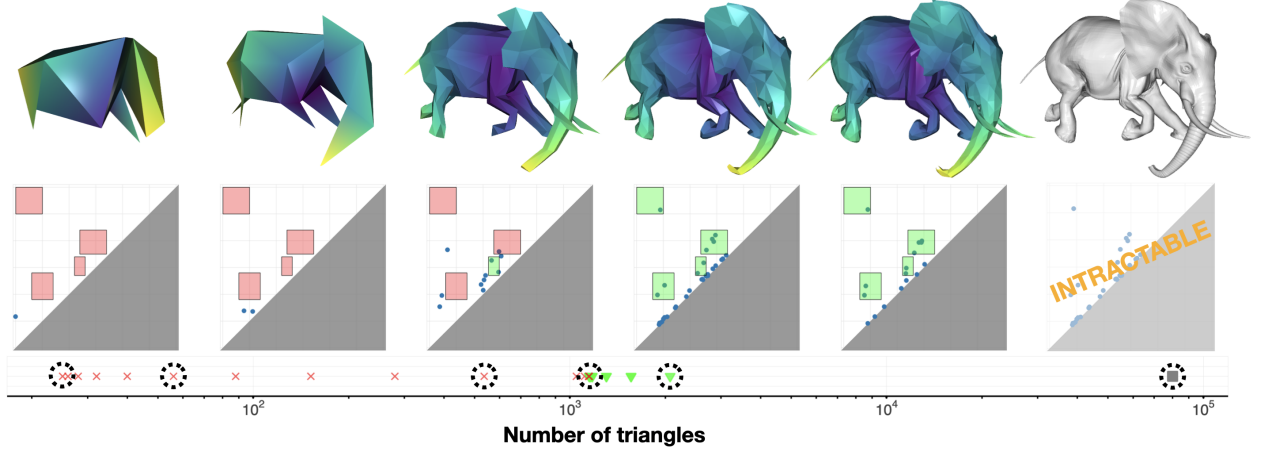 INTRACTABLE
10² 10³ 10⁴ 10⁵
Number of triangles